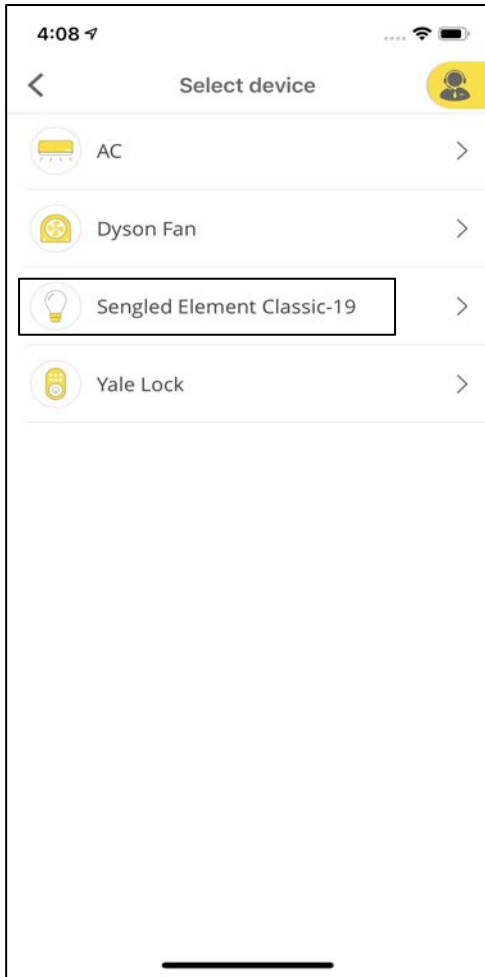 4:08
Select device
AC
Dyson Fan
Sengled Element Classic-19
Yale Lock